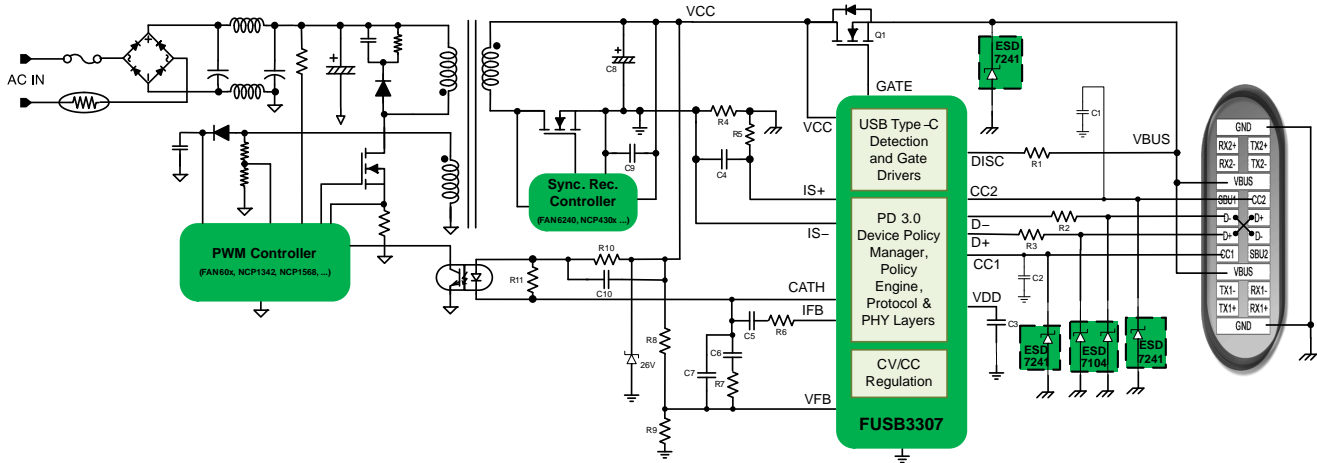 AC IN
PWM Controller
(FAN60x, NCP1342, NCP1568, ...)
Sync. Rec.
Controller
(FAN6240, NCP430x ...)
VCC
Q1
C8
C9
R4
R5
C4
R10
C10
R11
R8
26V
C7
C6
R7
C5
R6
R9
GATE
VCC
IS+
IS–
CATH
IFB
VFB
USB Type –C
Detection
and Gate
Drivers
PD 3.0
Device Policy
Manager,
Policy
Engine,
Protocol &
PHY Layers
CV/CC
Regulation
FUSB3307
DISC
CC2
D–
D+
CC1
VDD
R1
R2
R3
C1
C2
C3
VBUS
ESD
7241
ESD
7241
ESD
7104
ESD
7241
GND
RX2+ TX2+
RX2- TX2-
VBUS
SBU1 CC2
D- D+
D+ D-
CC1 SBU2
VBUS
TX1- RX1-
TX1+ RX1+
GND